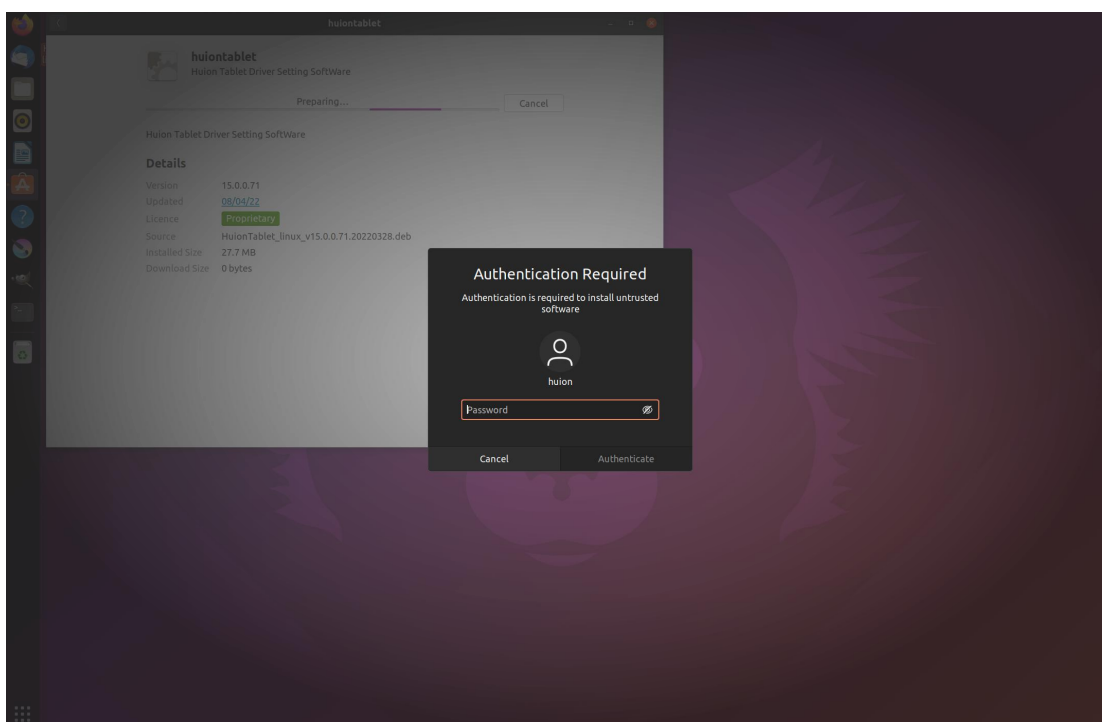 huiontablet
huiontablet
Huion Tablet Driver Setting SoftWare
Preparing...
Cancel
Huion Tablet Driver Setting SoftWare
Details
Version 15.0.0.71
Updated 08/04/22
Licence Proprietary
Source HuionTablet_linux_v15.0.0.71.20220328.deb
Installed Size 27.7 MB
Download Size 0 bytes
Authentication Required
Authentication is required to install untrusted
software
huion
Password
Cancel Authenticate